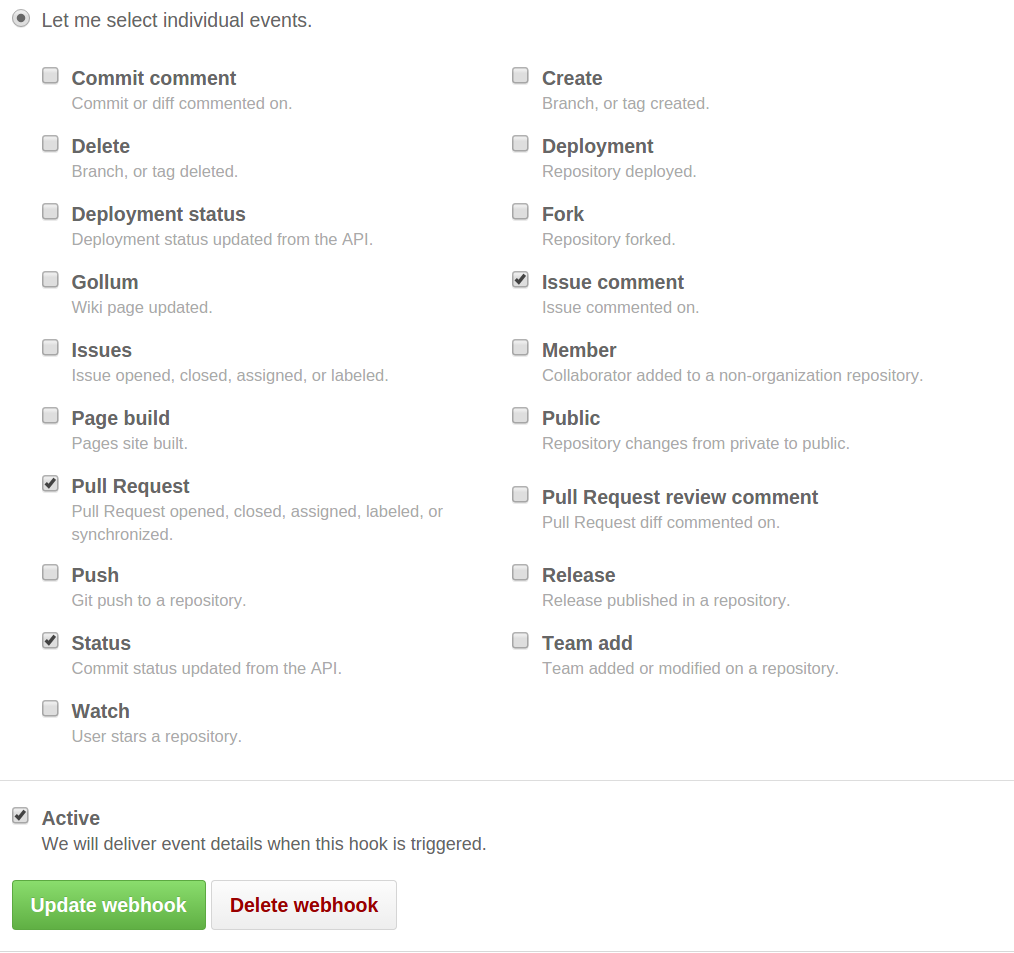 Let me select individual events.
Commit comment
Commit or diff commented on.
Create
Branch, or tag created.
Delete
Branch, or tag deleted.
Deployment
Repository deployed.
Deployment status
Deployment status updated from the API.
Fork
Repository forked.
Gollum
Wiki page updated.
Issue comment
Issue commented on.
Issues
Issue opened, closed, assigned, or labeled.
Member
Collaborator added to a non-organization repository.
Page build
Pages site built.
Public
Repository changes from private to public.
Pull Request
Pull Request opened, closed, assigned, labeled, or
synchronized.
Pull Request review comment
Pull Request diff commented on.
Push
Git push to a repository.
Release
Release published in a repository.
Status
Commit status updated from the API.
Team add
Team added or modified on a repository.
Watch
User stars a repository.
Active
We will deliver event details when this hook is triggered.
Update webhook
Delete webhook